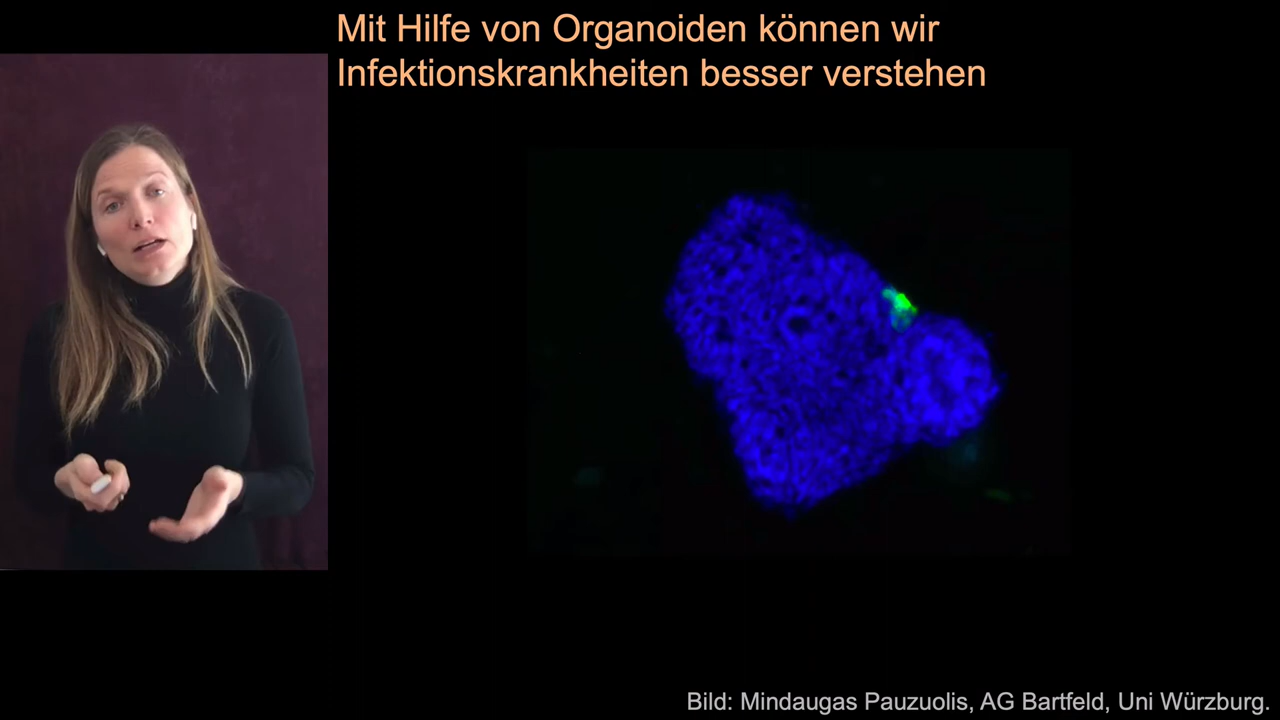 Mit Hilfe von Organoiden können wir
Infektionskrankheiten besser verstehen
Bild: Mindaugas Pauzuolis, AG Bartfeld, Uni Würzburg.